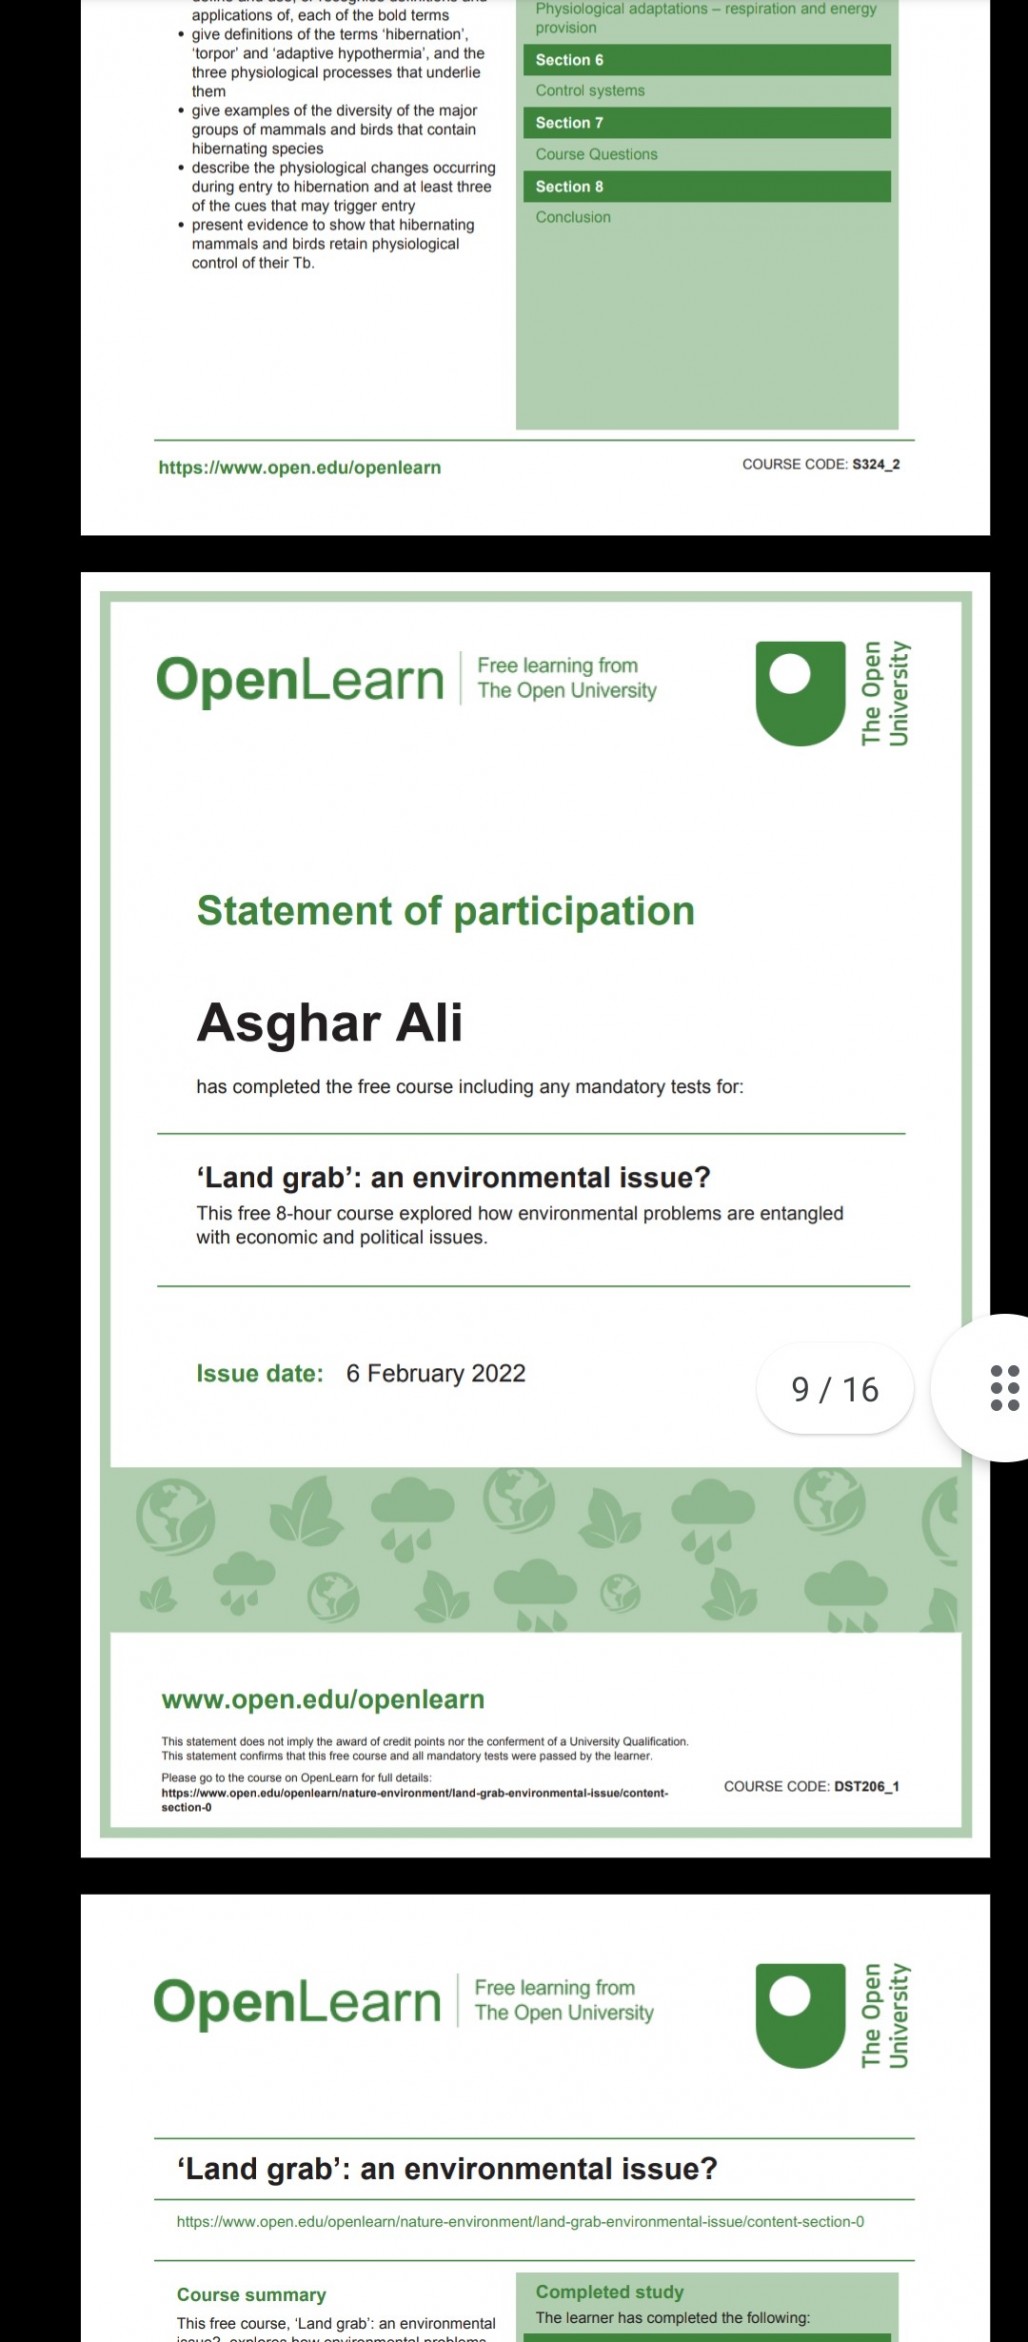 applications of, each of the bold terms
• give definitions of the terms ‘hibernation’,
‘torpor’ and ‘adaptive hypothermia’, and the
three physiological processes that underlie
them
• give examples of the diversity of the major
groups of mammals and birds that contain
hibernating species
• describe the physiological changes occurring
during entry to hibernation and at least three
of the cues that may trigger entry
• present evidence to show that hibernating
mammals and birds retain physiological
control of their Tb.
Physiological adaptations – respiration and energy
provision
Section 6
Control systems
Section 7
Course Questions
Section 8
Conclusion
https://www.open.edu/openlearn
COURSE CODE: S324_2
OpenLearn
Free learning from
The Open University
The Open
University
Statement of participation
Asghar Ali
has completed the free course including any mandatory tests for:
‘Land grab’: an environmental issue?
This free 8-hour course explored how environmental problems are entangled
with economic and political issues.
Issue date: 6 February 2022
9 / 16
www.open.edu/openlearn
This statement does not imply the award of credit points nor the conferment of a University Qualification.
This statement confirms that this free course and all mandatory tests were passed by the learner.
Please go to the course on OpenLearn for full details:
https://www.open.edu/openlearn/nature-environment/land-grab-environmental-issue/content-
section-0
COURSE CODE: DST206_1
OpenLearn
Free learning from
The Open University
The Open
University
‘Land grab’: an environmental issue?
https://www.open.edu/openlearn/nature-environment/land-grab-environmental-issue/content-section-0
Course summary
This free course, ‘Land grab’: an environmental
Completed study
The learner has completed the following: